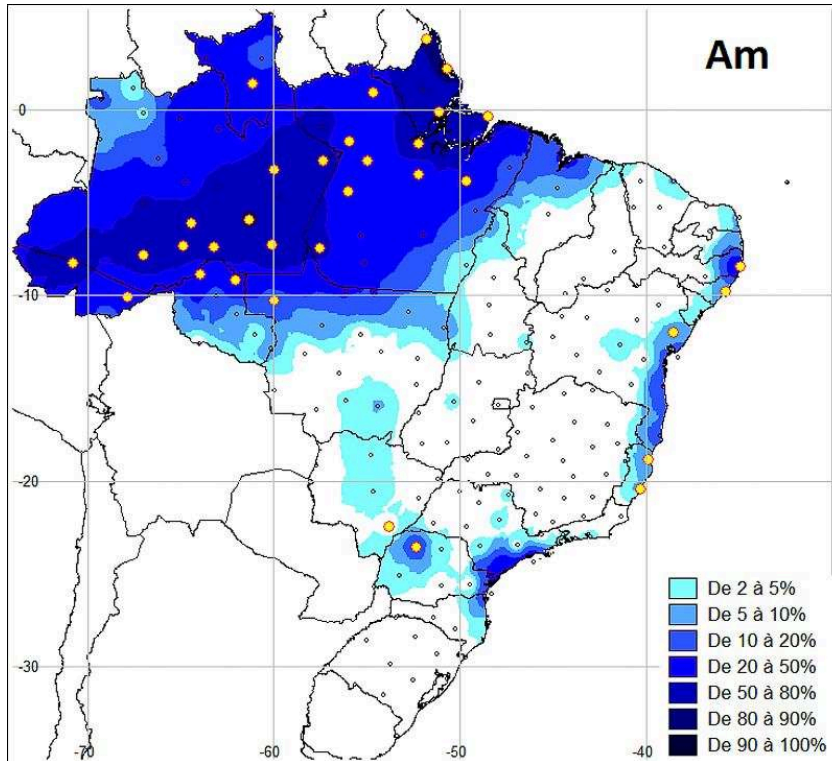 Am
0
-10
-20
-30
-70
-60
-50
-40
De 2 à 5%
De 5 à 10%
De 10 à 20%
De 20 à 50%
De 50 à 80%
De 80 à 90%
De 90 à 100%